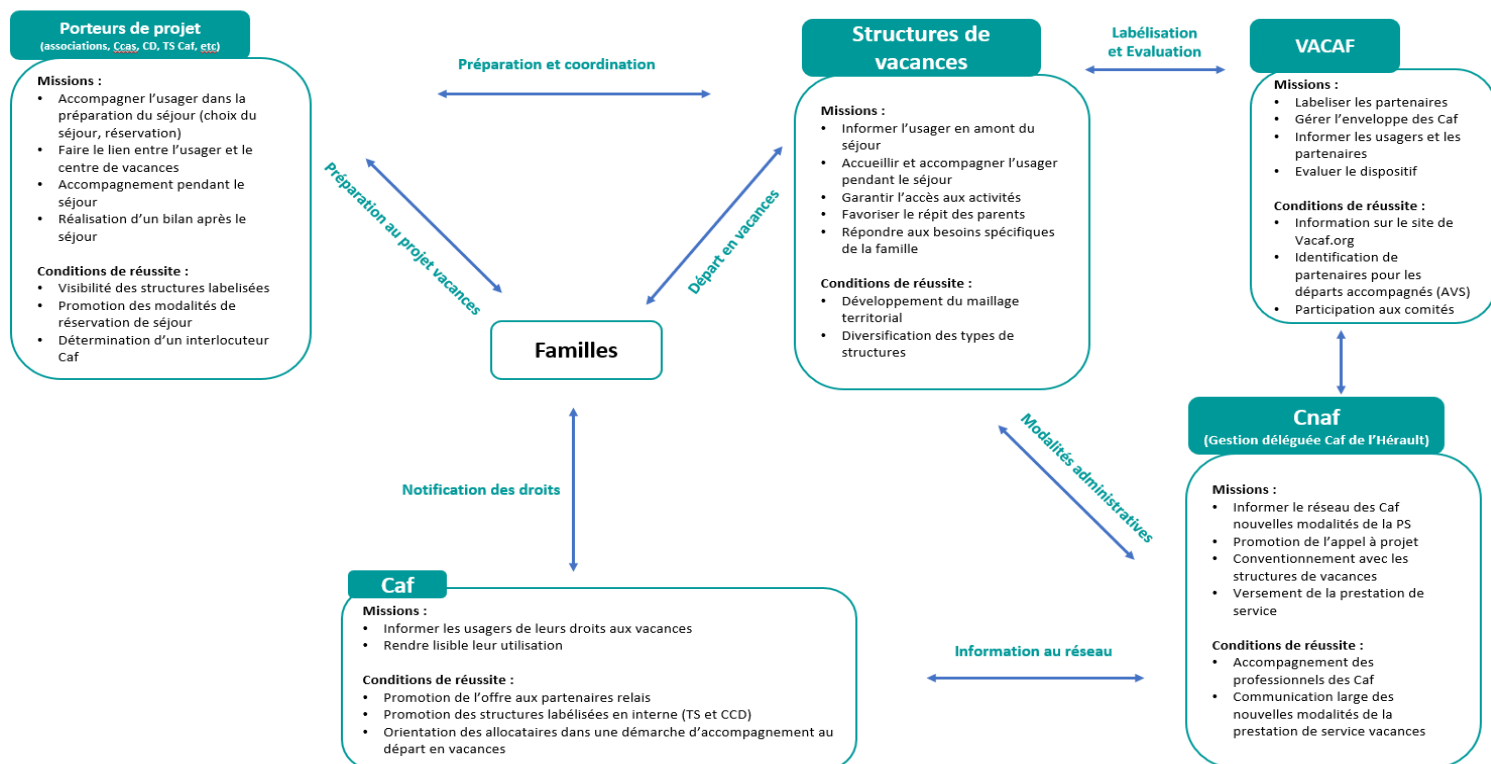 Porteurs de projet
(associations, Ccas, CD, TS Caf, etc)
Missions :
• Accompagner l’usager dans la
préparation du séjour (choix du
séjour, réservation)
• Faire le lien entre l’usager et le
centre de vacances
• Accompagnement pendant le
séjour
• Réalisation d’un bilan après le
séjour
Conditions de réussite :
• Visibilité des structures labelisées
• Promotion des modalités de
réservation de séjour
• Détermination d’un interlocuteur
Caf
Préparation et coordination
Préparation au projet vacances
Départ en vacances
Familles
Structures de
vacances
Missions :
• Informer l’usager en amont du
séjour
• Accueillir et accompagner l’usager
pendant le séjour
• Garantir l’accès aux activités
• Favoriser le répit des parents
• Répondre aux besoins spécifiques
de la famille
Conditions de réussite :
• Développement du maillage
territorial
• Diversification des types de
structures
Labélisation
et Evaluation
VACAF
Missions :
• Labeliser les partenaires
• Gérer l’enveloppe des Caf
• Informer les usagers et les
partenaires
• Evaluer le dispositif
Conditions de réussite :
• Information sur le site de
Vacaf.org
• Identification de
partenaires pour les
départs accompagnés (AVS)
• Participation aux comités
Modalités administratives
Cnaf
(Gestion déléguée Caf de l’Hérault)
Missions :
• Informer le réseau des Caf
nouvelles modalités de la PS
• Promotion de l’appel à projet
• Conventionnement avec les
structures de vacances
• Versement de la prestation de
service
Conditions de réussite :
• Accompagnement des
professionnels des Caf
• Communication large des
nouvelles modalités de la
prestation de service vacances
Notification des droits
Caf
Missions :
• Informer les usagers de leurs droits aux vacances
• Rendre lisible leur utilisation
Conditions de réussite :
• Promotion de l’offre aux partenaires relais
• Promotion des structures labélisées en interne (TS et CCD)
• Orientation des allocataires dans une démarche d’accompagnement au
départ en vacances
Information au réseau